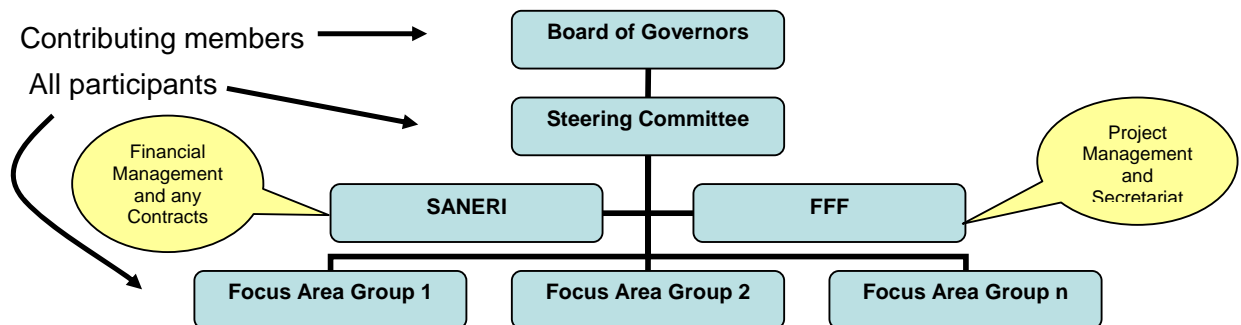 Contributing members
Board of Governors
All participants
Steering Committee
Financial
Management
and any
Contracts
Project
Management
and
Secretariat
SANERI
FFF
Focus Area Group 1
Focus Area Group 2
Focus Area Group n